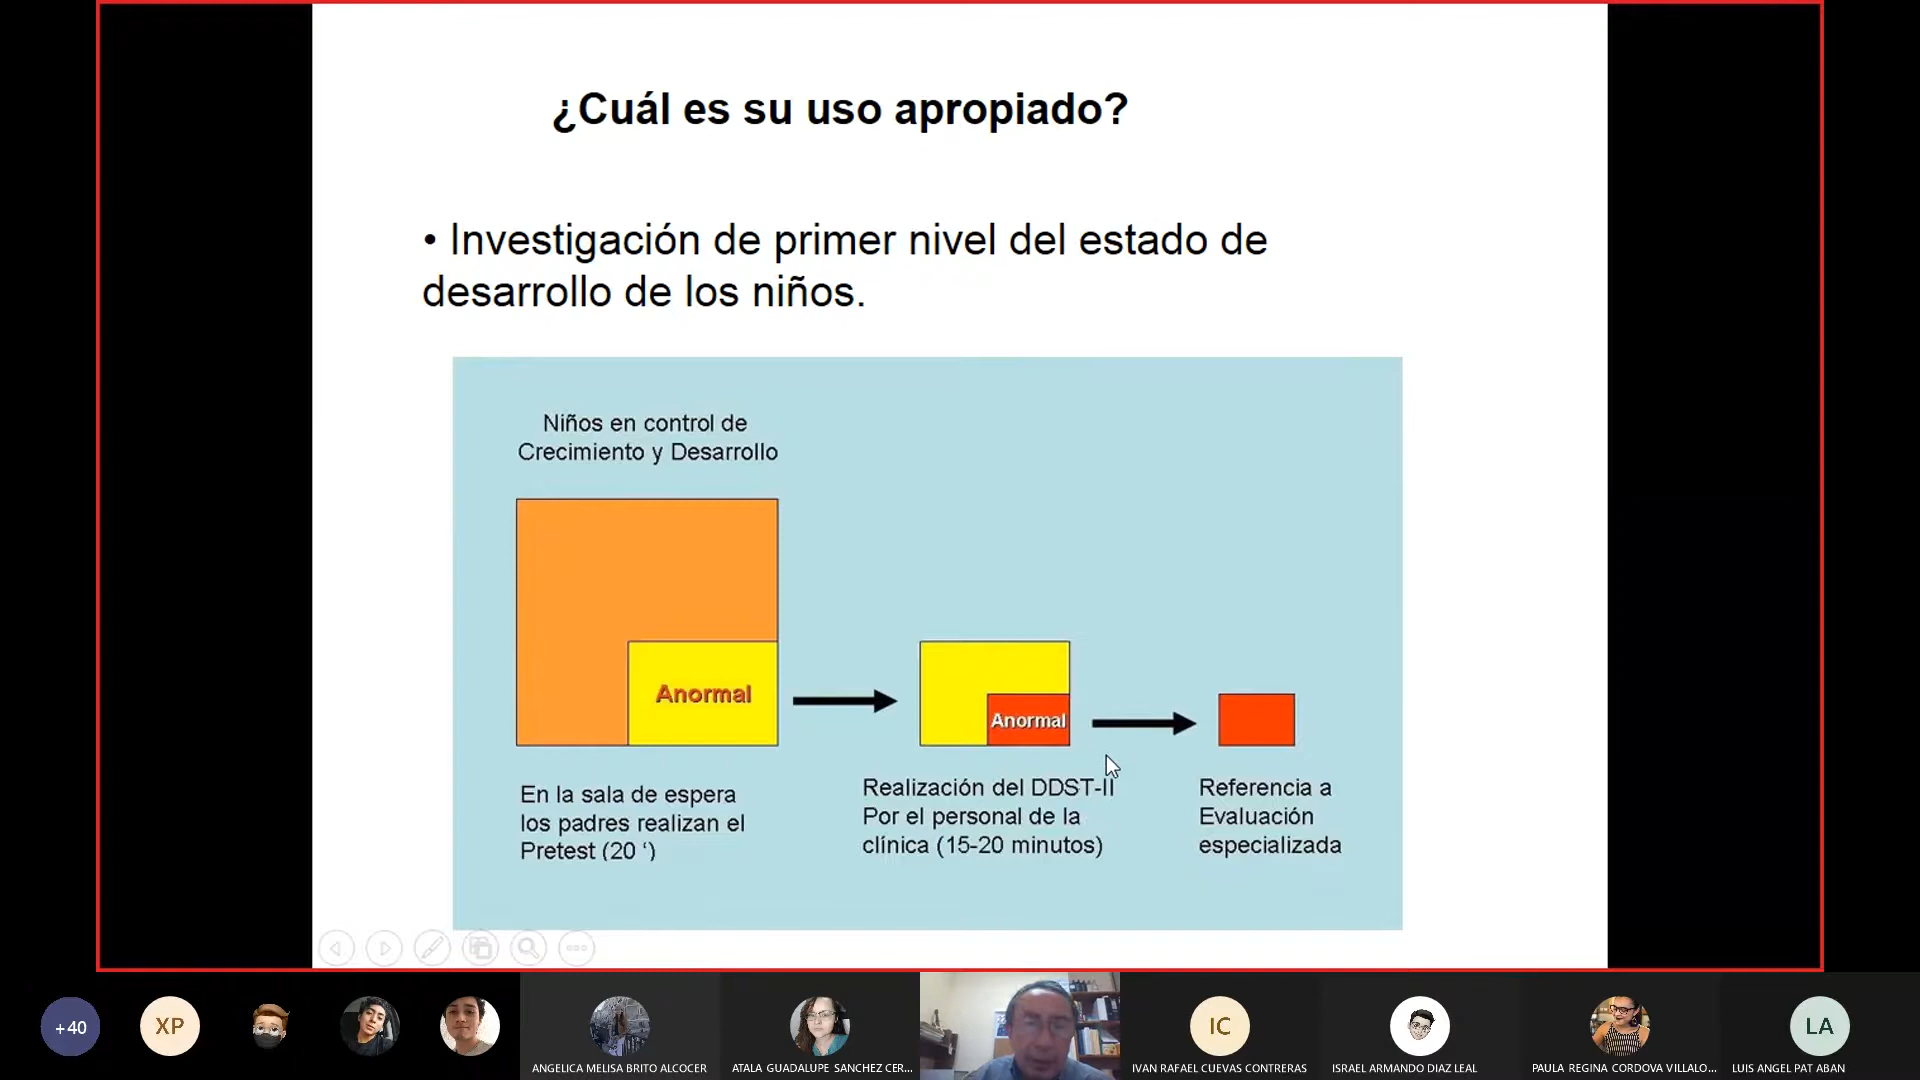 ¿Cuál es su uso apropiado?
• Investigación de primer nivel del estado de
desarrollo de los niños.
Niños en control de
Crecimiento y Desarrollo
Anormal
Anormal
En la sala de espera
los padres realizan el
Pretest (20 ‘)
Realización del DDST-II
Por el personal de la
clínica (15-20 minutos)
Referencia a
Evaluación
especializada
+40
XP
IC
LA
ANGELICA MELISA BRITO ALCOCER
ATALA GUADALUPE SANCHEZ CER...
IVAN RAFAEL CUEVAS CONTRERAS
ISRAEL ARMANDO DIAZ LEAL
PAULA REGINA CORDOVA VILLALO...
LUIS ANGEL PAT ABAN